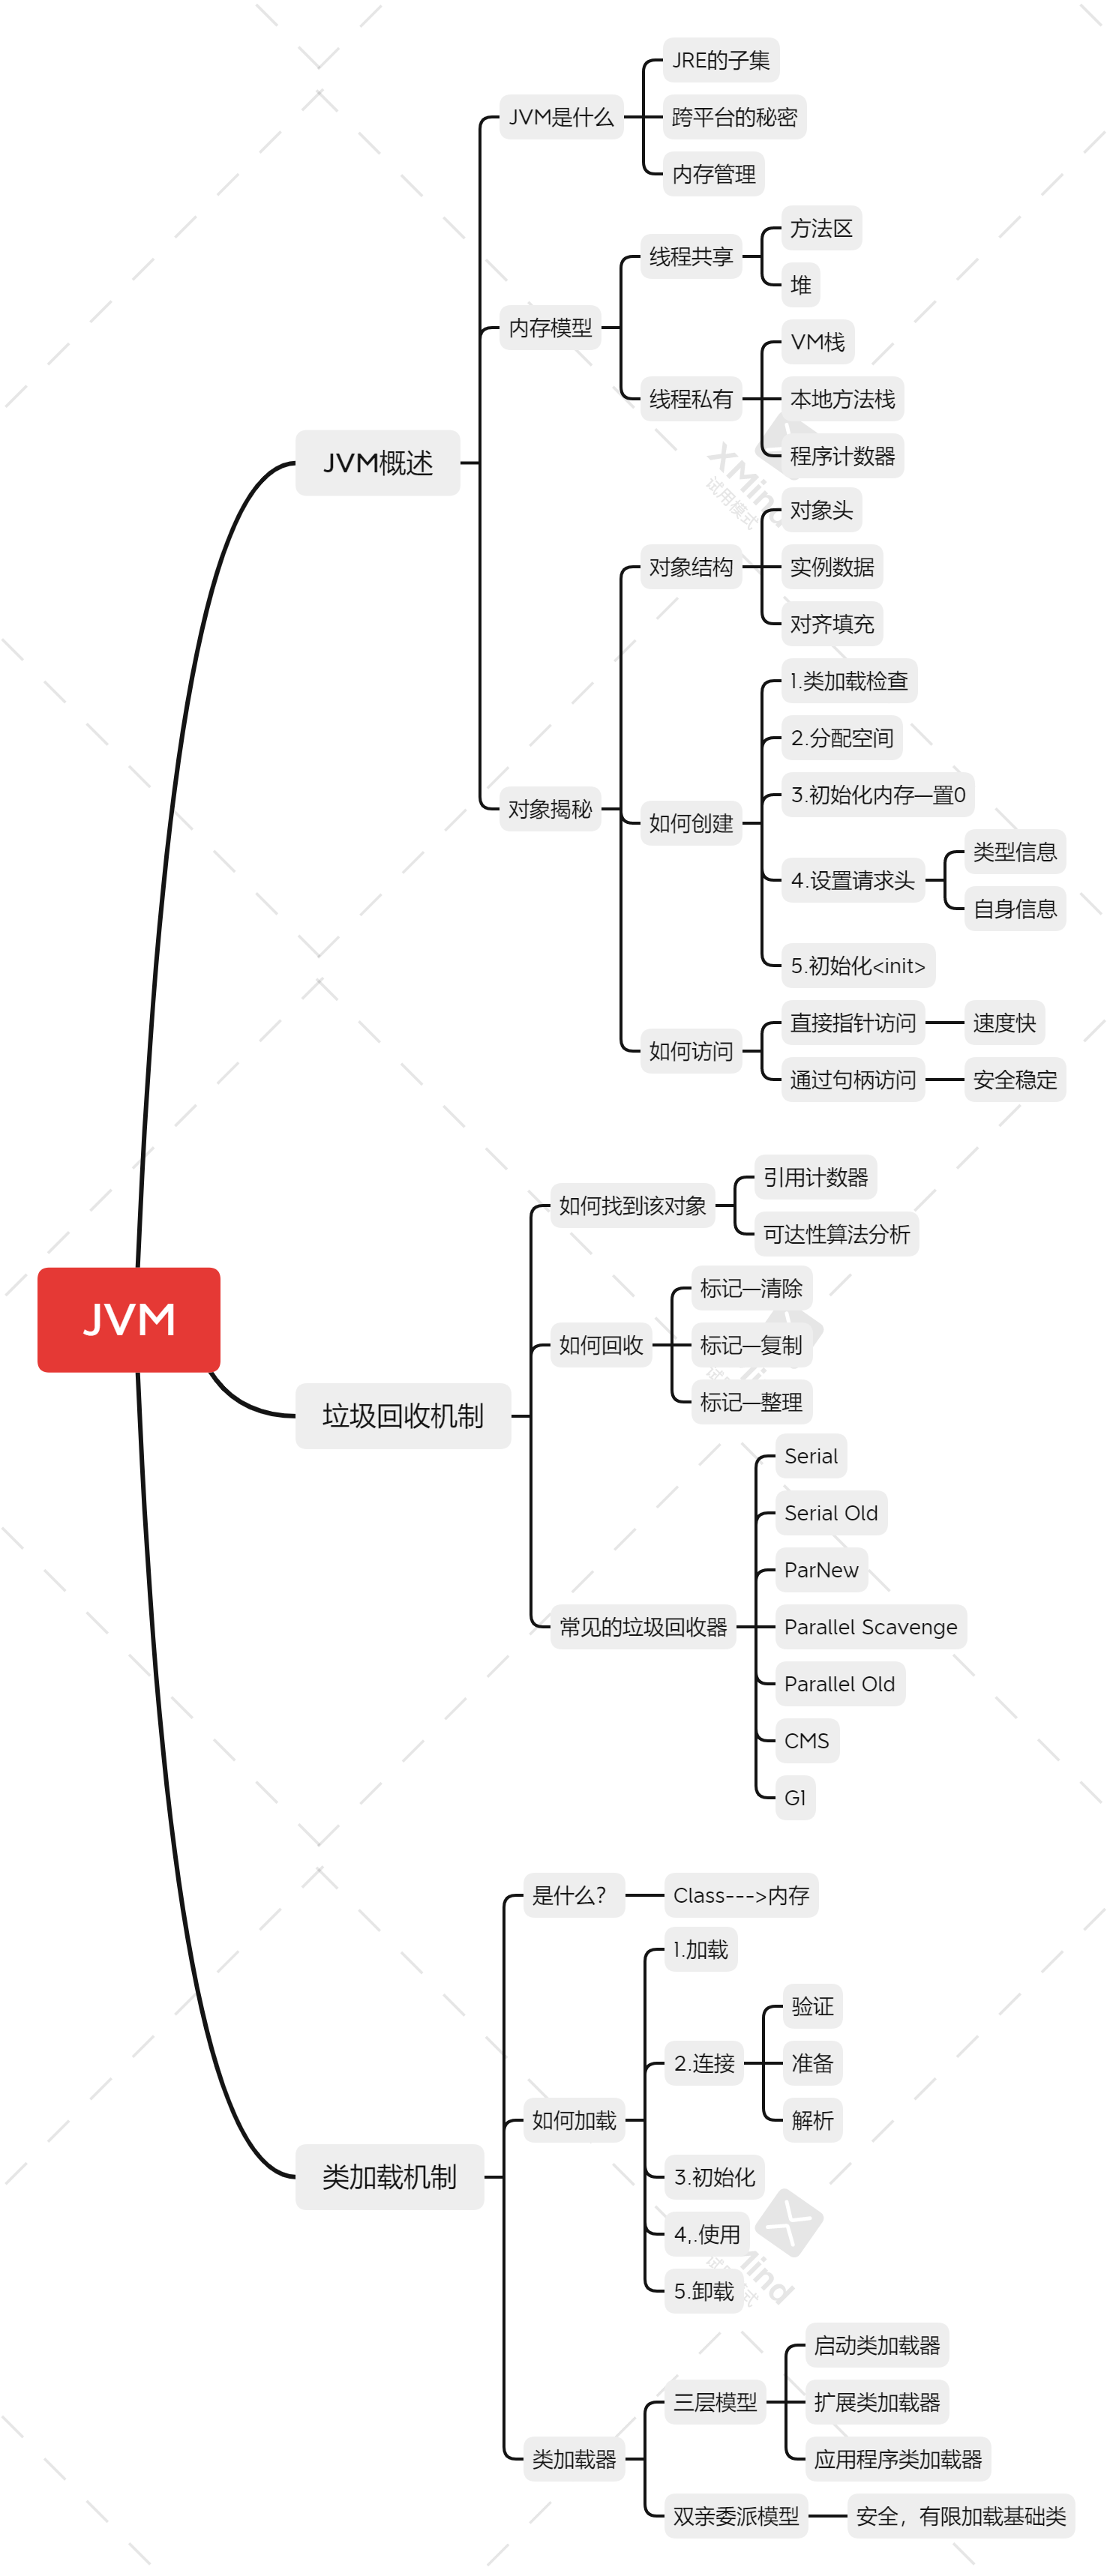 JVM
JVM概述
JVM是什么
JRE的子集
跨平台的秘密
内存管理
内存模型
线程共享
方法区
堆
线程私有
VM栈
本地方法栈
程序计数器
对象揭秘
对象结构
对象头
实例数据
对齐填充
如何创建
1.类加载检查
2.分配空间
3.初始化内存—置0
4.设置请求头
类型信息
自身信息
5.初始化<init>
如何访问
直接指针访问
速度快
通过句柄访问
安全稳定
垃圾回收机制
如何找到该对象
引用计数器
可达性算法分析
如何回收
标记—清除
标记—复制
标记—整理
常见的垃圾回收器
Serial
Serial Old
ParNew
Parallel Scavenge
Parallel Old
CMS
G1
类加载机制
是什么？
Class--->内存
如何加载
1.加载
2.连接
验证
准备
解析
3.初始化
4,.使用
5.卸载
类加载器
三层模型
启动类加载器
扩展类加载器
应用程序类加载器
双亲委派模型
安全，有限加载基础类
XMind
试用模式